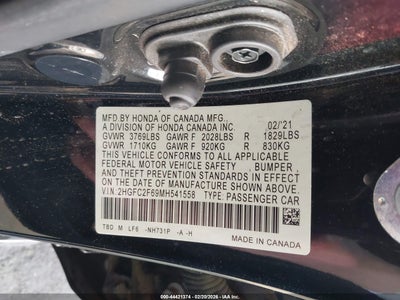 MFD. BY HONDA OF CANADA MFG.,
A DIVISION OF HONDA CANADA INC. 02/'21
GVWR 3769LBS GAWR F 2028LBS R 1829LBS
GVWR 1710KG GAWR F 920KG R 830KG
THIS VEHICLE CONFORMS TO ALL APPLICABLE
FEDERAL MOTOR VEHICLE SAFETY BUMPER
AND THEFT PREVENTION STANDARDS IN EFFECT
ON THE DATE OF MANUFACTURE SHOWN ABOVE.
V.I.N.:2HGFC2F69MH541558 TYPE: PASSENGER CAR
TBD M LF6 -NH731P -A -H
MADE IN CANADA
000-44421374 | 02/20/2026 - IAAI.COM